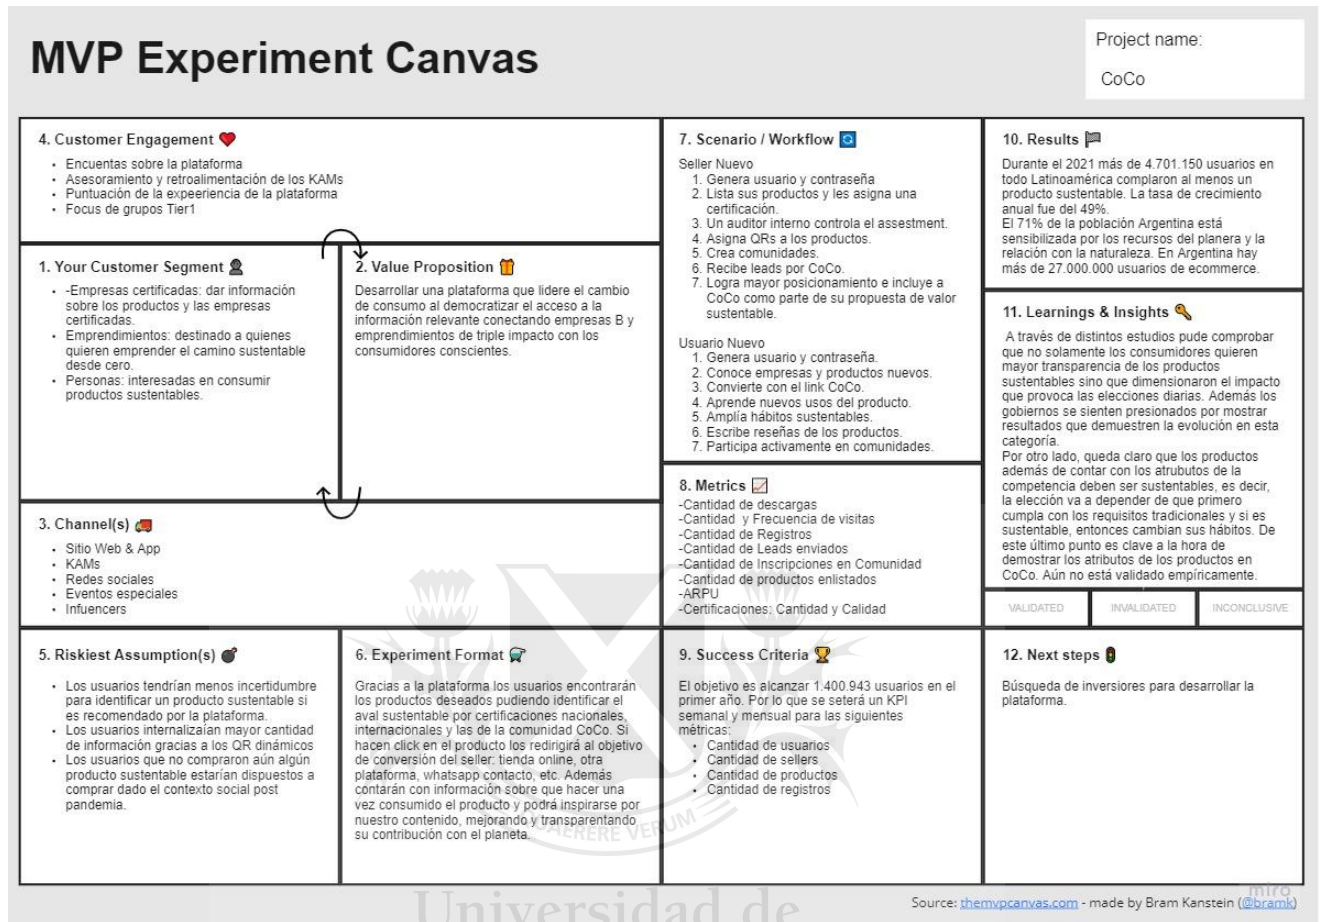 MVP Experiment Canvas
Project name:
CoCo
4. Customer Engagement
• Encuentas sobre la plataforma
• Asesoramiento y retroalimentación de los KAMs
• Puntuación de la expeeriencia de la plataforma
• Focus de grupos Tier1
1. Your Customer Segment
• -Empresas certificadas: dar información
sobre los productos y las empresas
certificadas.
• Emprendimientos: destinado a quienes
quieren emprender el camino sustentable
desde cero.
• Personas: interesadas en consumir
productos sustentables.
2. Value Proposition
Desarrollar una plataforma que lidere el cambio
de consumo al democratizar el acceso a la
información relevante conectando empresas B y
emprendimientos de triple impacto con los
consumidores conscientes.
3. Channel(s)
• Sitio Web & App
• KAMs
• Redes sociales
• Eventos especiales
• Infuencers
5. Riskiest Assumption(s)
• Los usuarios tendrían menos incertidumbre
para identificar un producto sustentable si
es recomendado por la plataforma.
• Los usuarios internalizaían mayor cantidad
de información gracias a los QR dinámicos
• Los usuarios que no compraron aún algún
producto sustentable estarían dispuestos a
comprar dado el contexto social post
pandemia.
6. Experiment Format
Gracias a la plataforma los usuarios encontrarán
los productos deseados pudiendo identificar el
aval sustentable por certificaciones nacionales,
internacionales y las de la comunidad CoCo. Si
hacen click en el producto los redirigirá al objetivo
de conversión del seller: tienda online, otra
plataforma, whatsapp contacto, etc. Además
contarán con información sobre que hacer una
vez consumido el producto y podrá inspirarse por
nuestro contenido, mejorando y transparentando
su contribución con el planeta.
7. Scenario / Workflow
Seller Nuevo
1. Genera usuario y contraseña
2. Lista sus productos y les asigna una
certificación.
3. Un auditor interno controla el assestment.
4. Asigna QRs a los productos.
5. Crea comunidades.
6. Recibe leads por CoCo.
7. Logra mayor posicionamiento e incluye a
CoCo como parte de su propuesta de valor
sustentable.
Usuario Nuevo
1. Genera usuario y contraseña.
2. Conoce empresas y productos nuevos.
3. Convierte con el link CoCo.
4. Aprende nuevos usos del producto.
5. Amplía hábitos sustentables.
6. Escribe reseñas de los productos.
7. Participa activamente en comunidades.
8. Metrics
-Cantidad de descargas
-Cantidad y Frecuencia de visitas
-Cantidad de Registros
-Cantidad de Leads enviados
-Cantidad de Inscripciones en Comunidad
-Cantidad de productos enlistados
-ARPU
-Certificaciones: Cantidad y Calidad
9. Success Criteria
El objetivo es alcanzar 1.400.943 usuarios en el
primer año. Por lo que se seterá un KPI
semanal y mensual para las siguientes
métricas:
• Cantidad de usuarios
• Cantidad de sellers
• Cantidad de productos
• Cantidad de registros
10. Results
Durante el 2021 más de 4.701.150 usuarios en
todo Latinoamérica complaron al menos un
producto sustentable. La tasa de crecimiento
anual fue del 49%.
El 71% de la población Argentina está
sensibilizada por los recursos del planera y la
relación con la naturaleza. En Argentina hay
más de 27.000.000 usuarios de ecommerce.
11. Learnings & Insights
A través de distintos estudios pude comprobar
que no solamente los consumidores quieren
mayor transparencia de los productos
sustentables sino que dimensionaron el impacto
que provoca las elecciones diarias. Además los
gobiernos se sienten presionados por mostrar
resultados que demuestren la evolución en esta
categoría.
Por otro lado, queda claro que los productos
además de contar con los atrubutos de la
competencia deben ser sustentables, es decir,
la elección va a depender de que primero
cumpla con los requisitos tradicionales y si es
sustentable, entonces cambian sus hábitos. De
este último punto es clave a la hora de
demostrar los atributos de los productos en
CoCo. Aún no está validado empíricamente.
VALIDATED
INVALIDATED
INCONCLUSIVE
12. Next steps
Búsqueda de inversores para desarrollar la
plataforma.
QUAERERE VERUM
Universidad de
miro
Source: themvpcanvas.com - made by Bram Kanstein (@bramk)